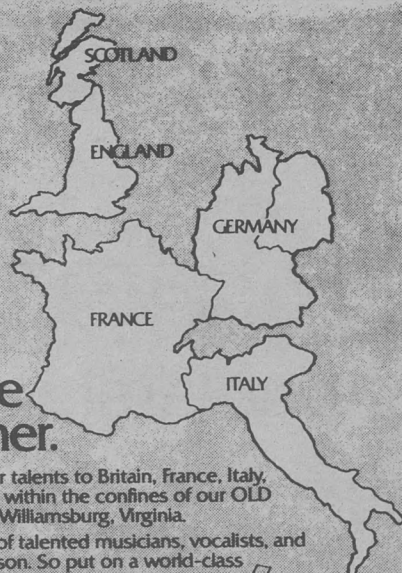 SCOTLAND
ENGLAND
GERMANY
FRANCE
ITALY
e
ner.
r talents to Britain, France, Italy,
within the confines of our OLD
Williamsburg, Virginia.
of talented musicians, vocalists, and
son. So put on a world-class